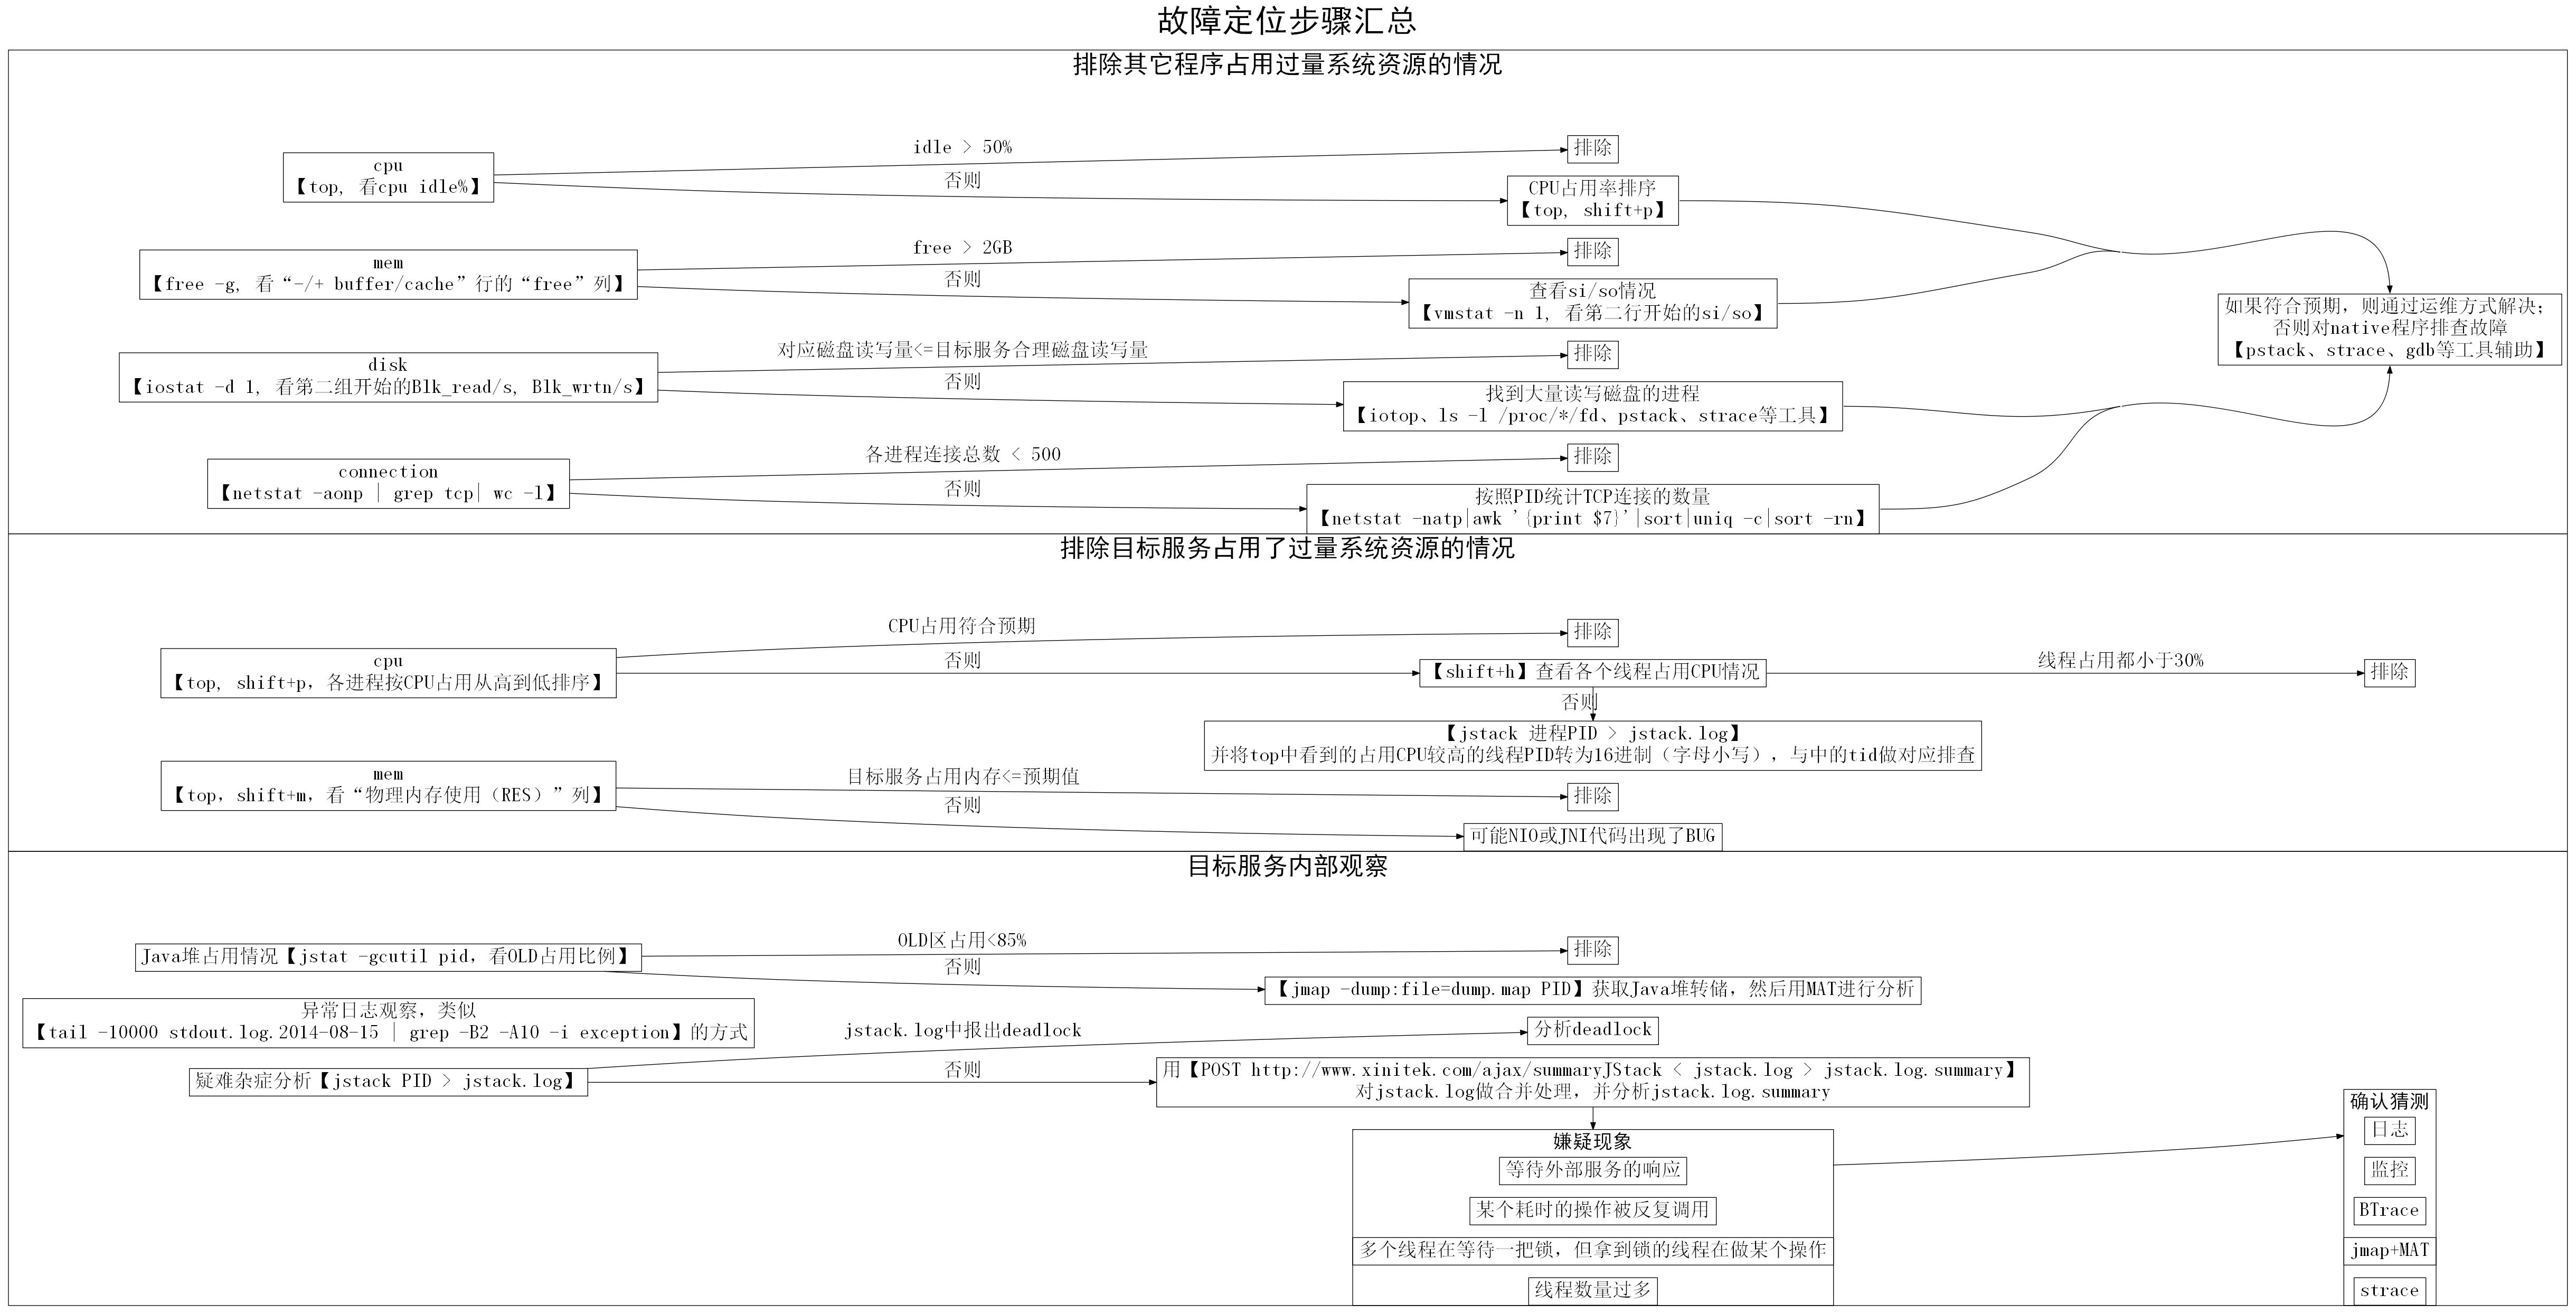 故障定位步骤汇总
排除其它程序占用过量系统资源的情况
cpu
【top, 看cpu idle%】
idle > 50%
排除
否则
CPU占用率排序
【top, shift+p】
mem
【free -g, 看“-/+ buffer/cache”行的“free”列】
free > 2GB
排除
否则
查看si/so情况
【vmstat -n 1, 看第二行开始的si/so】
如果符合预期，则通过运维方式解决；
否则对native程序排查故障
【pstack、strace、gdb等工具辅助】
disk
【iostat -d 1, 看第二组开始的Blk_read/s, Blk_wrtn/s】
对应磁盘读写量<=目标服务合理磁盘读写量
排除
否则
找到大量读写磁盘的进程
【iotop、ls -l /proc/*/fd、pstack、strace等工具】
connection
【netstat -aonp | grep tcp| wc -l】
各进程连接总数 < 500
排除
否则
按照PID统计TCP连接的数量
【netstat -natp|awk '{print $7}'|sort|uniq -c|sort -rn】
排除目标服务占用了过量系统资源的情况
cpu
【top, shift+p，各进程按CPU占用从高到低排序】
CPU占用符合预期
排除
否则
【shift+h】查看各个线程占用CPU情况
线程占用都小于30%
排除
否则
【jstack 进程PID > jstack.log】
并将top中看到的占用CPU较高的线程PID转为16进制（字母小写），与中的tid做对应排查
mem
【top，shift+m，看“物理内存使用（RES）”列】
目标服务占用内存<=预期值
排除
否则
可能NIO或JNI代码出现了BUG
目标服务内部观察
Java堆占用情况【jstat -gcutil pid，看OLD占用比例】
OLD区占用<85%
排除
否则
【jmap -dump:file=dump.map PID】获取Java堆转储，然后用MAT进行分析
异常日志观察，类似
【tail -10000 stdout.log.2014-08-15 | grep -B2 -A10 -i exception】的方式
疑难杂症分析【jstack PID > jstack.log】
jstack.log中报出deadlock
分析deadlock
否则
用【POST http://www.xinitek.com/ajax/summaryJStack < jstack.log > jstack.log.summary】
对jstack.log做合并处理，并分析jstack.log.summary
嫌疑现象
等待外部服务的响应
某个耗时的操作被反复调用
多个线程在等待一把锁，但拿到锁的线程在做某个操作
线程数量过多
确认猜测
日志
监控
BTrace
jmap+MAT
strace